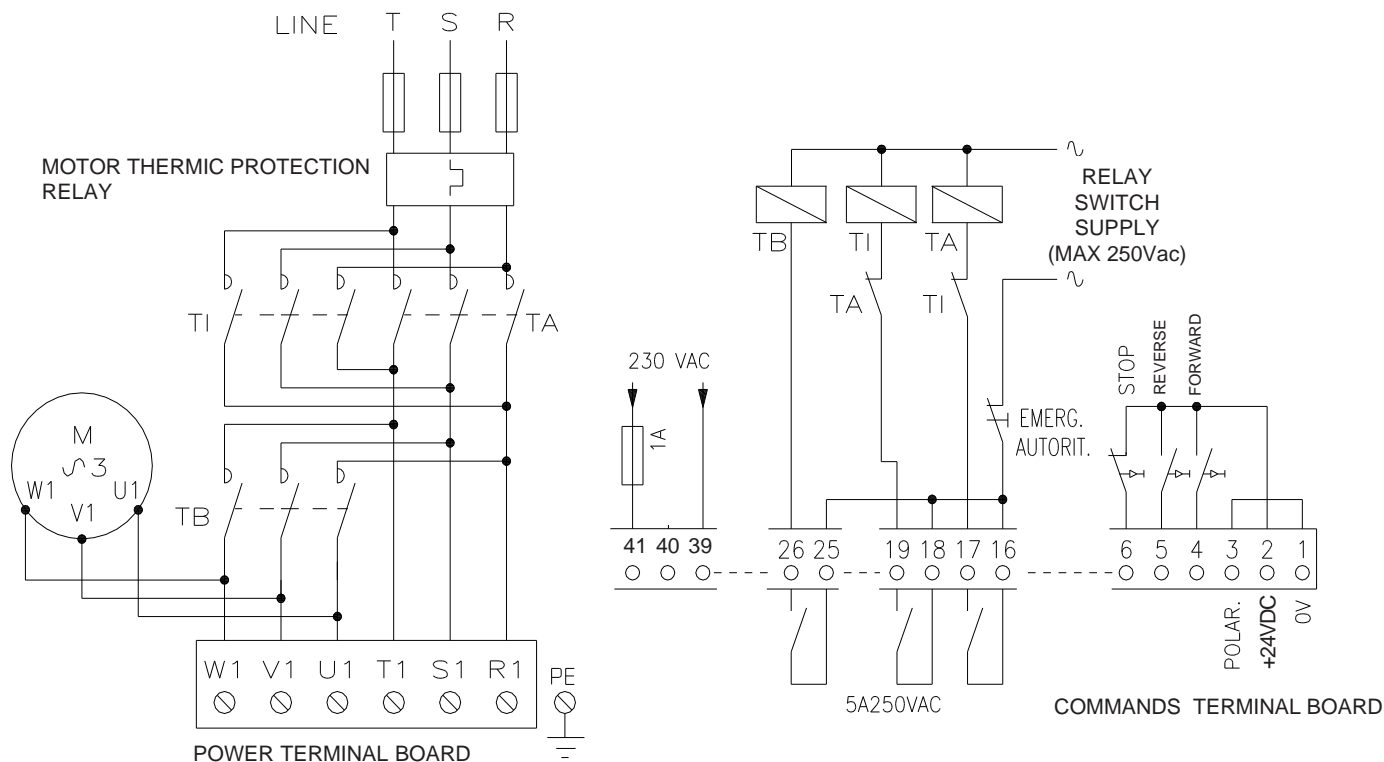 LINE T S R
MOTOR THERMIC PROTECTION
RELAY
TI
TA
M
3
W1
V1
U1
TB
W1 V1 U1 T1 S1 R1
PE
POWER TERMINAL BOARD
230 VAC
1A
TB TI TA
RELAY
SWITCH
SUPPLY
(MAX 250Vac)
TA
TI
EMERG.
AUTORIT.
STOP
REVERSE
FORWARD
41 40 39
26 25
19 18 17 16
6 5 4 3 2 1
POLAR.
+24VDC
0V
5A250VAC
COMMANDS TERMINAL BOARD